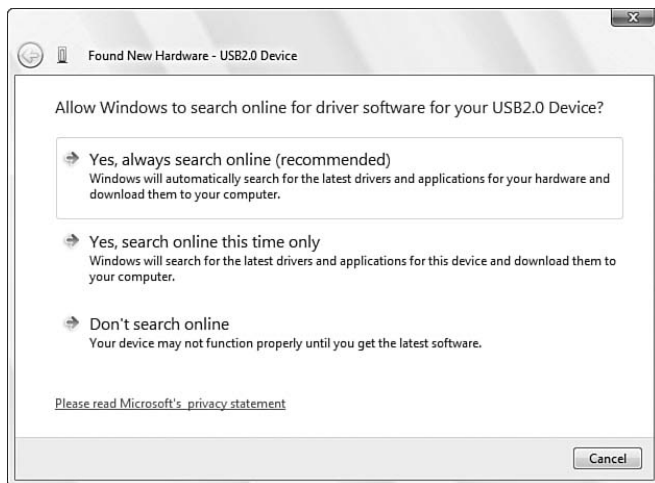 Found New Hardware - USB2.0 Device
Allow Windows to search online for driver software for your USB2.0 Device?
Yes, always search online (recommended)
Windows will automatically search for the latest drivers and applications for your hardware and
download them to your computer.
Yes, search online this time only
Windows will search for the latest drivers and applications for this device and download them to
your computer.
Don't search online
Your device may not function properly until you get the latest software.
Please read Microsoft's privacy statement
Cancel